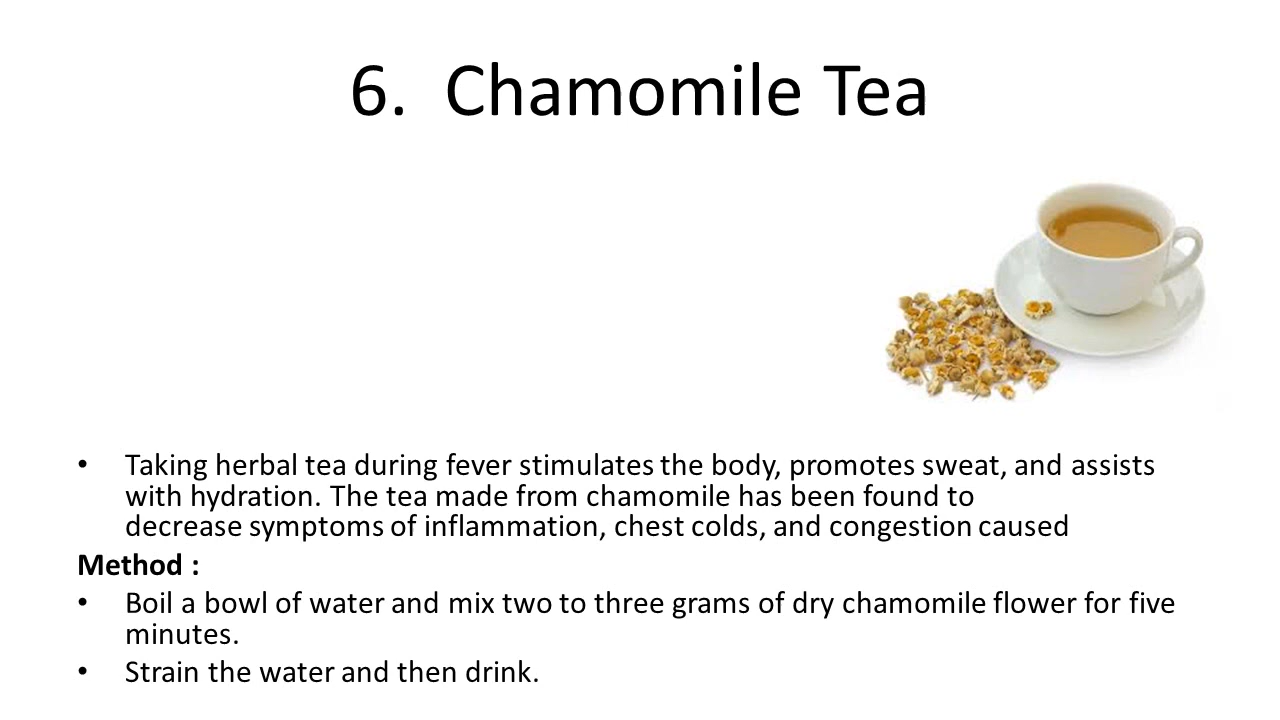 6. Chamomile Tea
• Taking herbal tea during fever stimulates the body, promotes sweat, and assists
with hydration. The tea made from chamomile has been found to
decrease symptoms of inflammation, chest colds, and congestion caused
Method :
• Boil a bowl of water and mix two to three grams of dry chamomile flower for five
minutes.
• Strain the water and then drink.